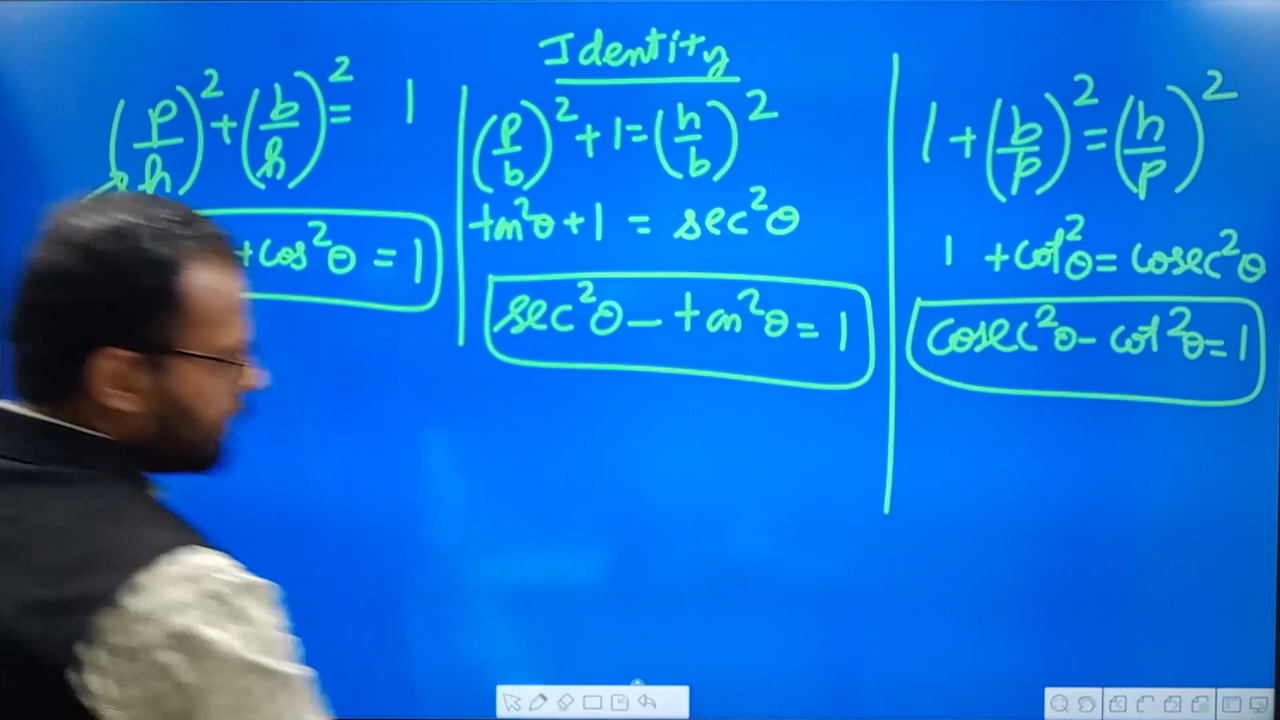 Identity
(p/h)² + (b/h)² = 1
+ cos²θ = 1
(p/b)² + 1 = (h/b)²
tan²θ + 1 = sec²θ
sec²θ - tan²θ = 1
1 + (b/p)² = (h/p)²
1 + cot²θ = cosec²θ
cosec²θ - cot²θ = 1